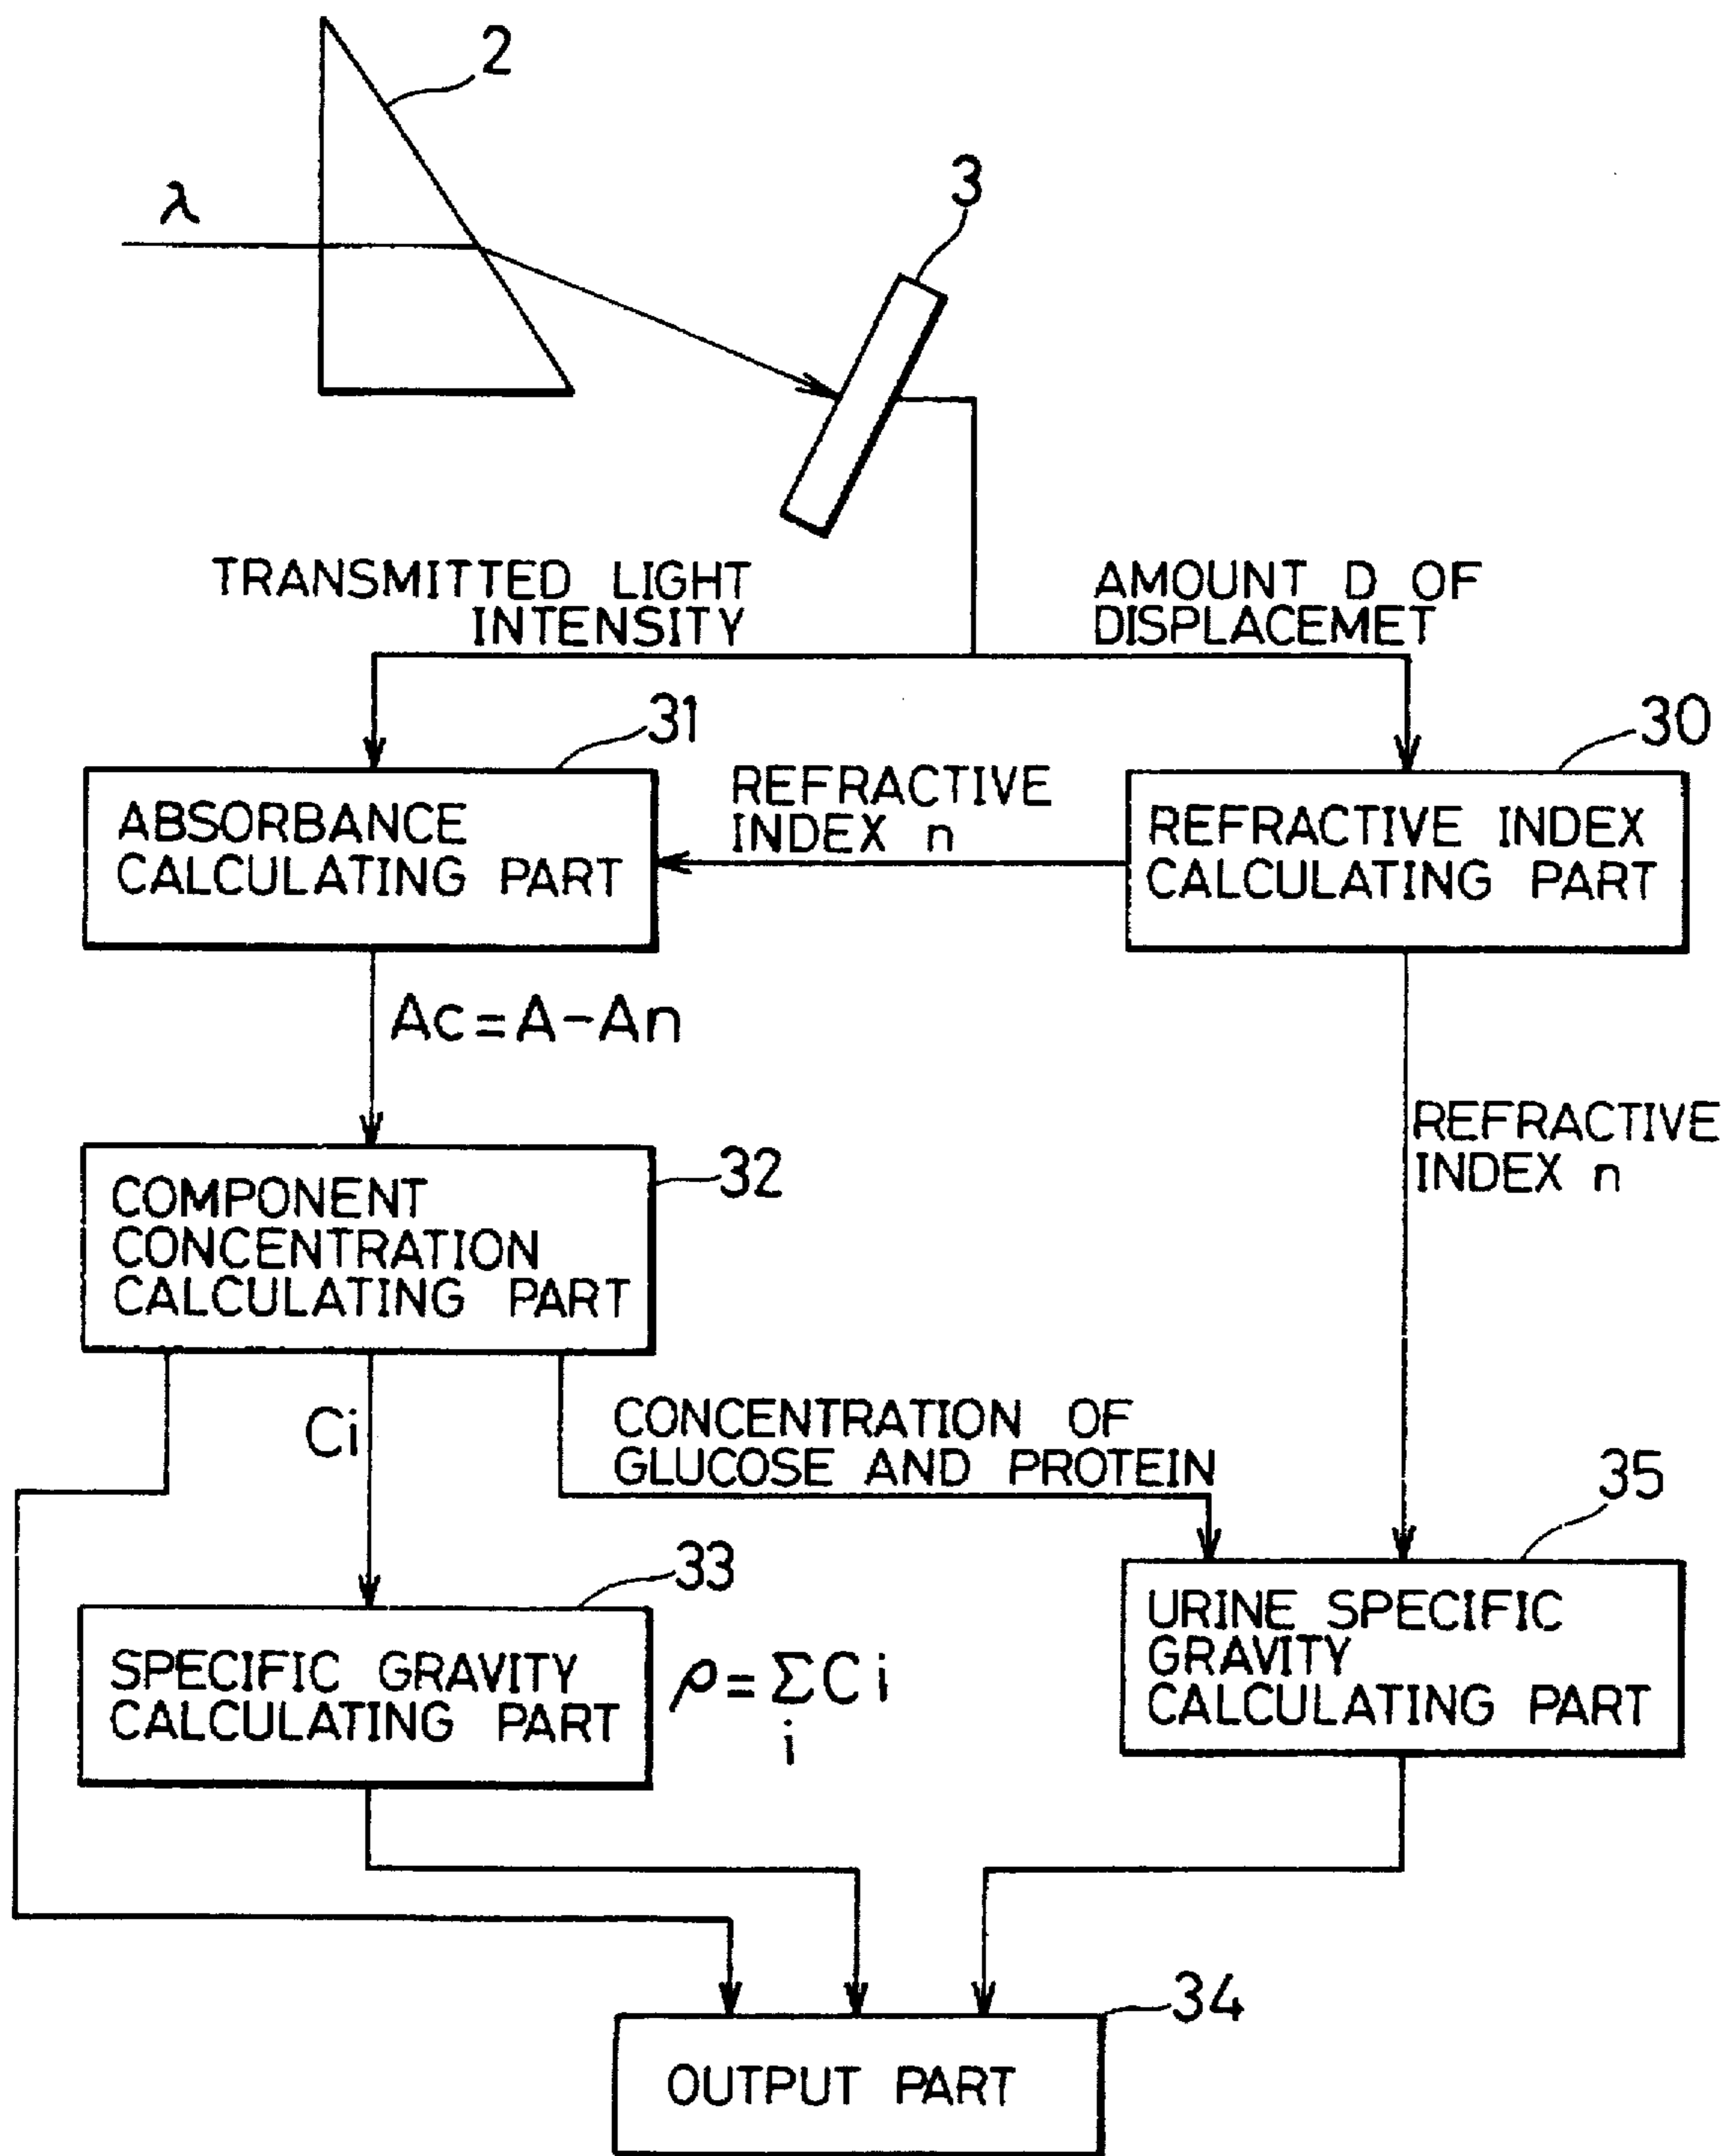 2
λ
3
TRANSMITTED LIGHT
INTENSITY
AMOUNT D OF
DISPLACEMET
31
30
ABSORBANCE
CALCULATING PART
REFRACTIVE
INDEX n
REFRACTIVE INDEX
CALCULATING PART
Ac=A-An
REFRACTIVE
INDEX n
32
COMPONENT
CONCENTRATION
CALCULATING PART
Ci
CONCENTRATION OF
GLUCOSE AND PROTEIN
35
33
SPECIFIC GRAVITY
CALCULATING PART
ρ=ΣCi
i
URINE SPECIFIC
GRAVITY
CALCULATING PART
34
OUTPUT PART